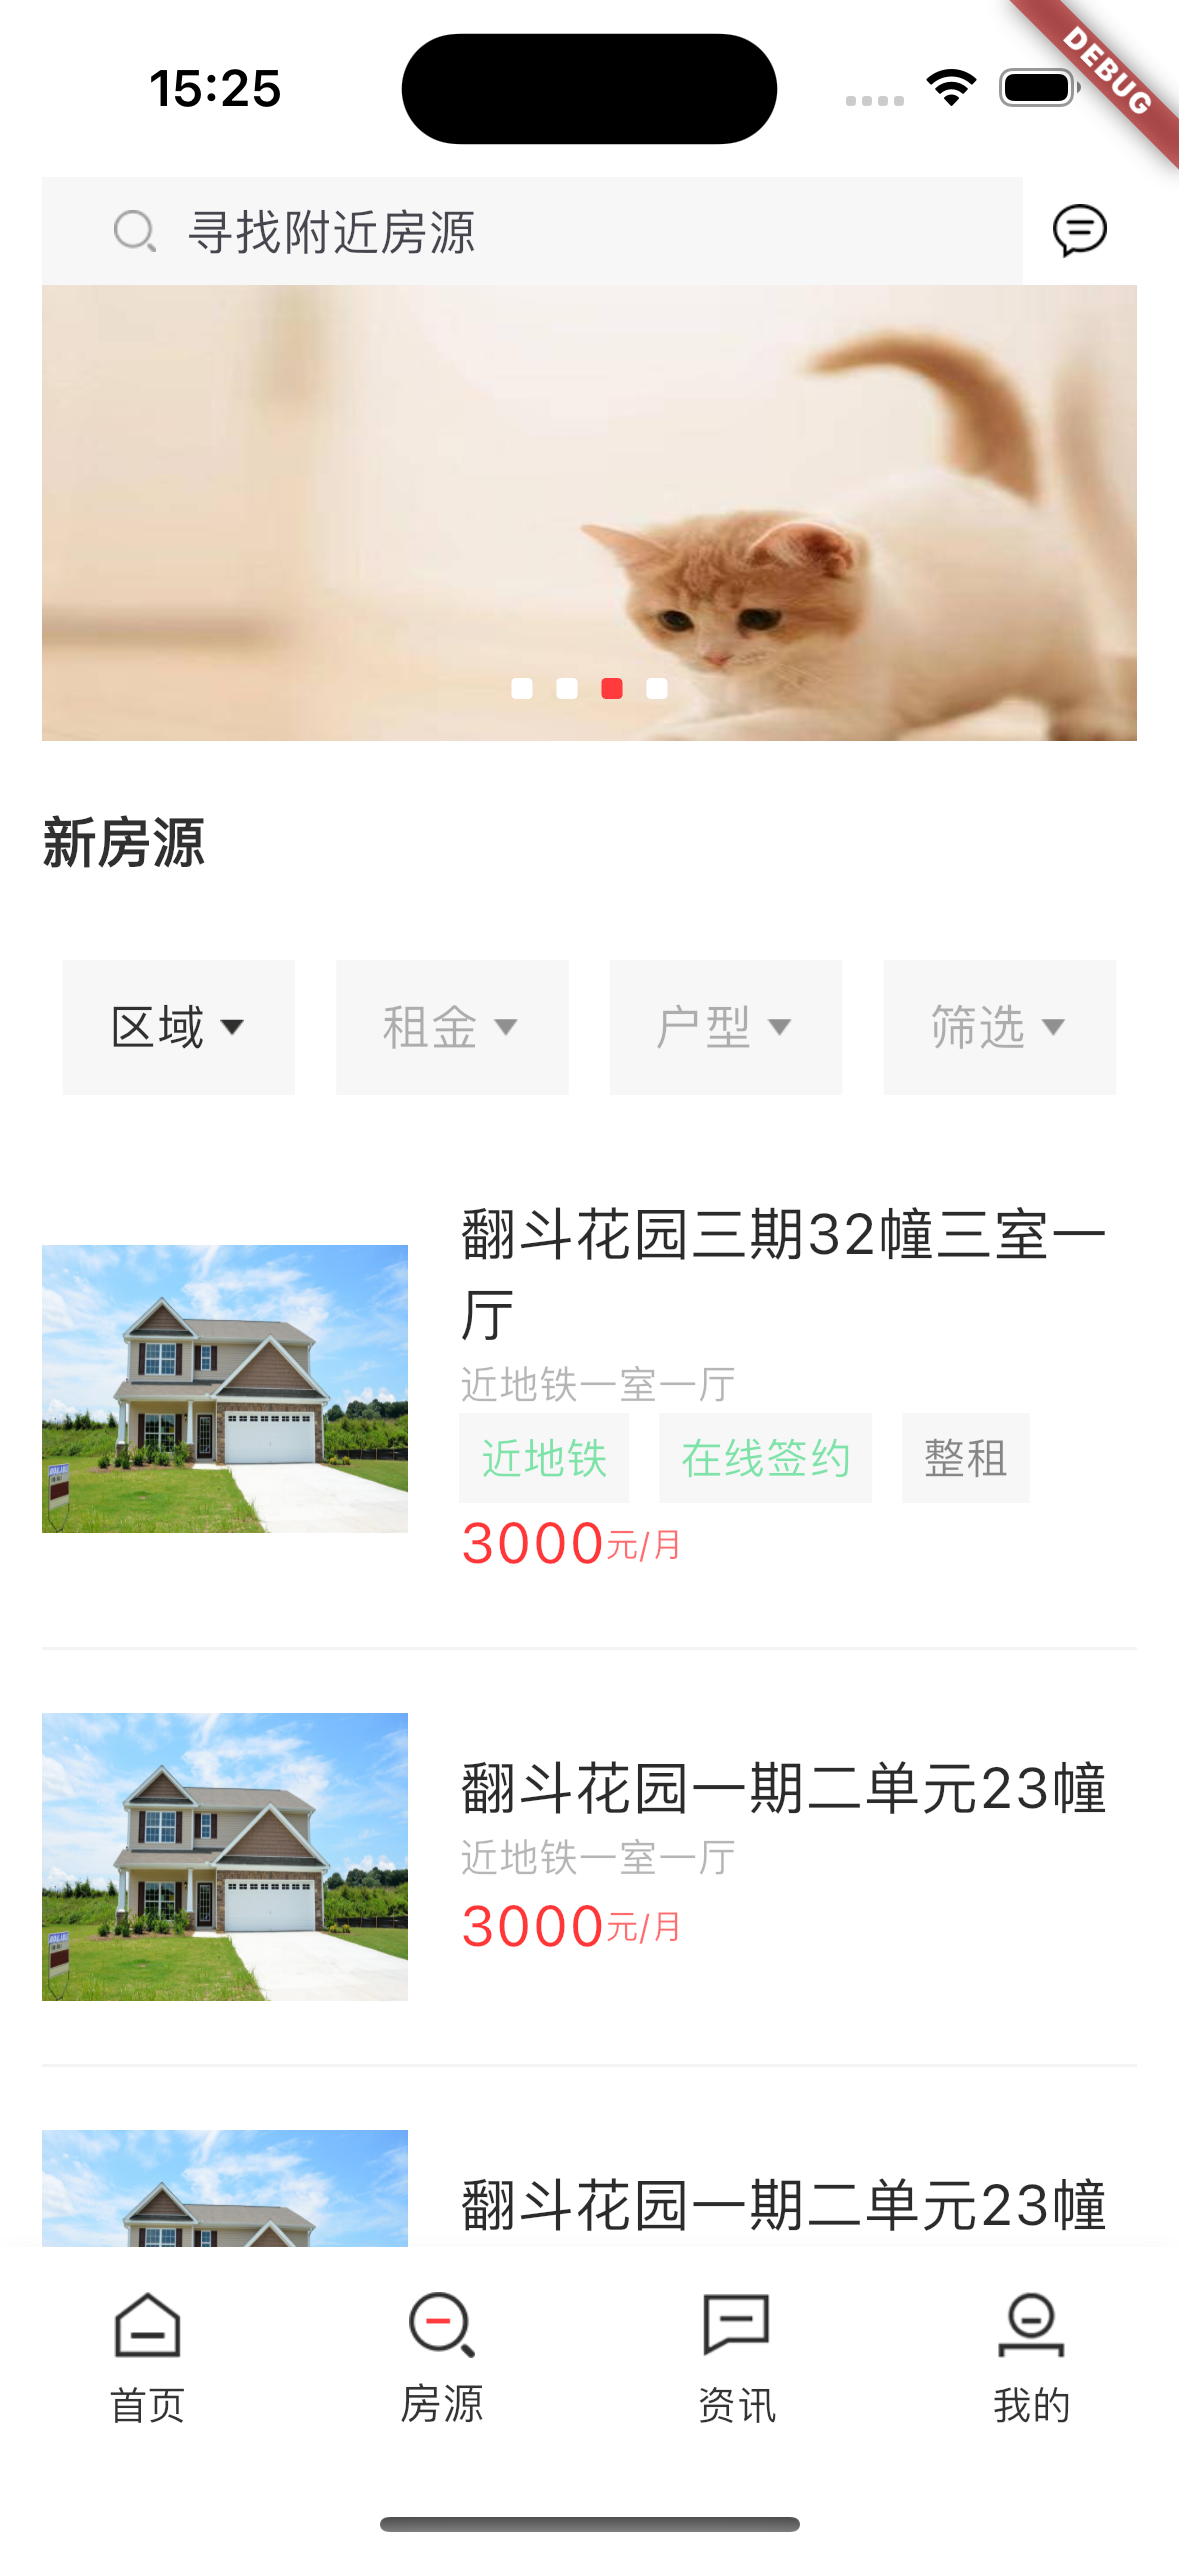 15:25
DEBUG
寻找附近房源
新房源
区域 租金 户型 筛选
翻斗花园三期32幢三室一
厅
近地铁一室一厅
近地铁 在线签约 整租
3000元/月
翻斗花园一期二单元23幢
近地铁一室一厅
3000元/月
翻斗花园一期二单元23幢
首页 房源 资讯 我的